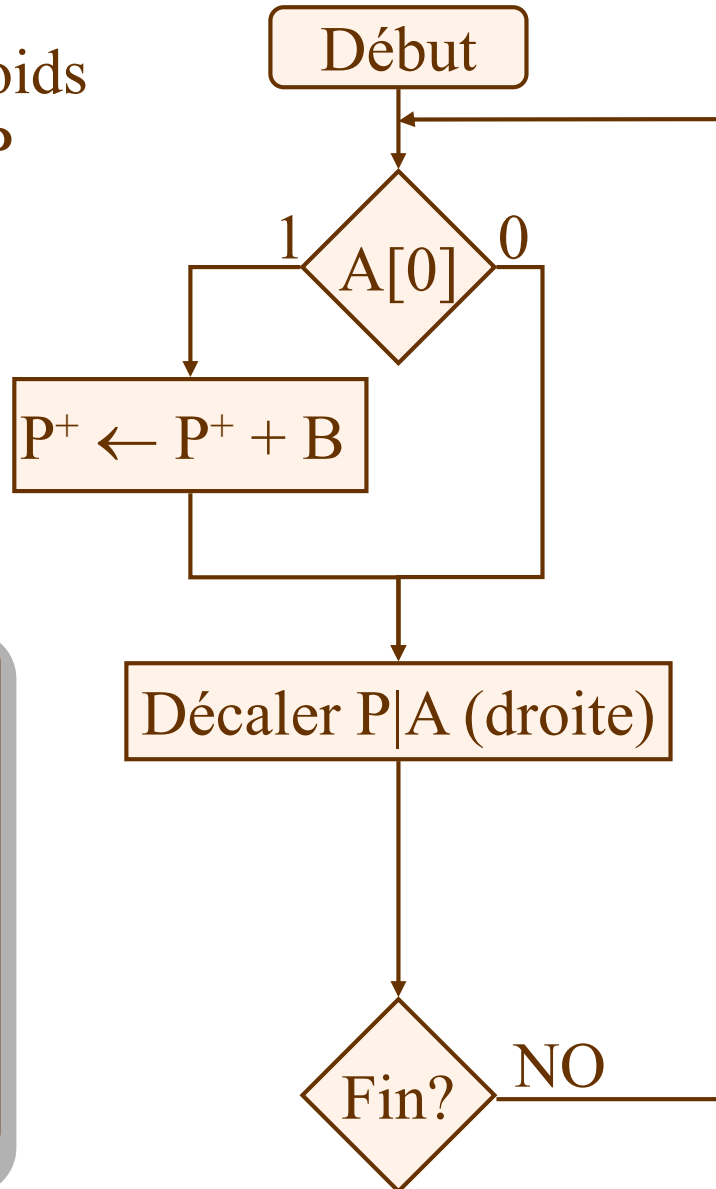 Début
1
0
A[0]
P⁺ ← P⁺ + B
Décaler P|A (droite)
NO
Fin?